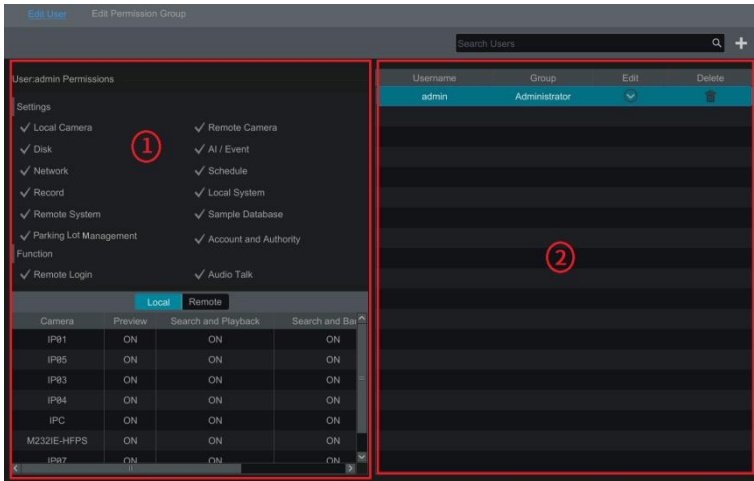 Edit User Edit Permission Group
Search Users
User:admin Permissions
Settings
Local Camera Remote Camera
Disk AI / Event
Network Schedule
Record Local System
Remote System Sample Database
Parking Lot Management Account and Authority
Function
Remote Login Audio Talk
1
Local Remote
Camera Preview Search and Playback Search and Ba
IP01 ON ON ON
IP05 ON ON ON
IP03 ON ON ON
IP04 ON ON ON
IPC ON ON ON
M232IE-HFPS ON ON ON
IP07 ON ON ON
Username Group Edit Delete
admin Administrator
2